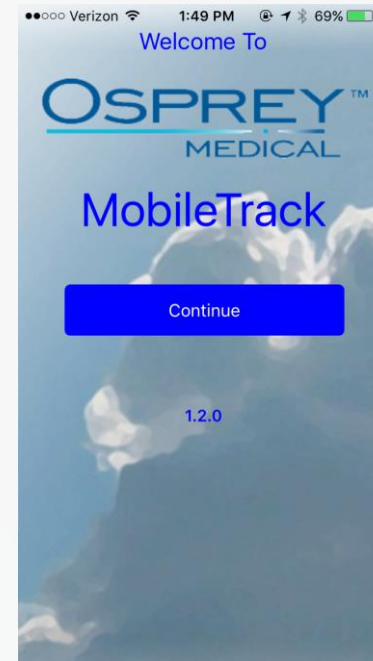 Verizon 1:49 PM 69%
Welcome To
OSPREY™
MEDICAL
MobileTrack
Continue
1.2.0